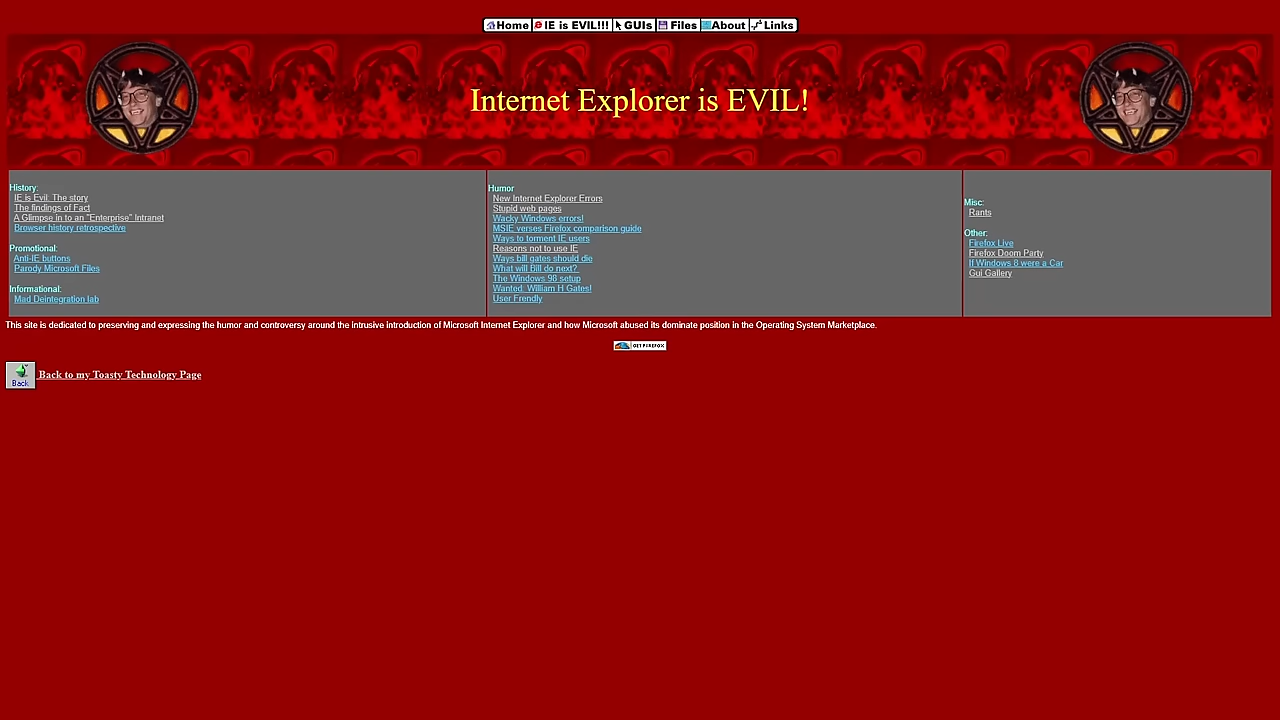 Home IE is EVIL!!! GUIs Files About Links
Internet Explorer is EVIL!
History:
IE is Evil: The story
The findings of Fact
A Glimpse in to an "Enterprise" Intranet
Browser history retrospective
Promotional:
Anti-IE buttons
Parody Microsoft Files
Informational:
Mad Deintegration lab
Humor
New Internet Explorer Errors
Stupid web pages
Wacky Windows errors!
MSIE verses Firefox comparison guide
Ways to torment IE users
Reasons not to use IE
Ways bill gates should die
What will Bill do next?
The Windows 98 setup
Wanted: William H Gates!
User Frendly
Misc:
Rants
Other:
Firefox Live
Firefox Doom Party
If Windows 8 were a Car
Gui Gallery
This site is dedicated to preserving and expressing the humor and controversy around the intrusive introduction of Microsoft Internet Explorer and how Microsoft abused its dominate position in the Operating System Marketplace.
GET FIREFOX
Back
Back to my Toasty Technology Page